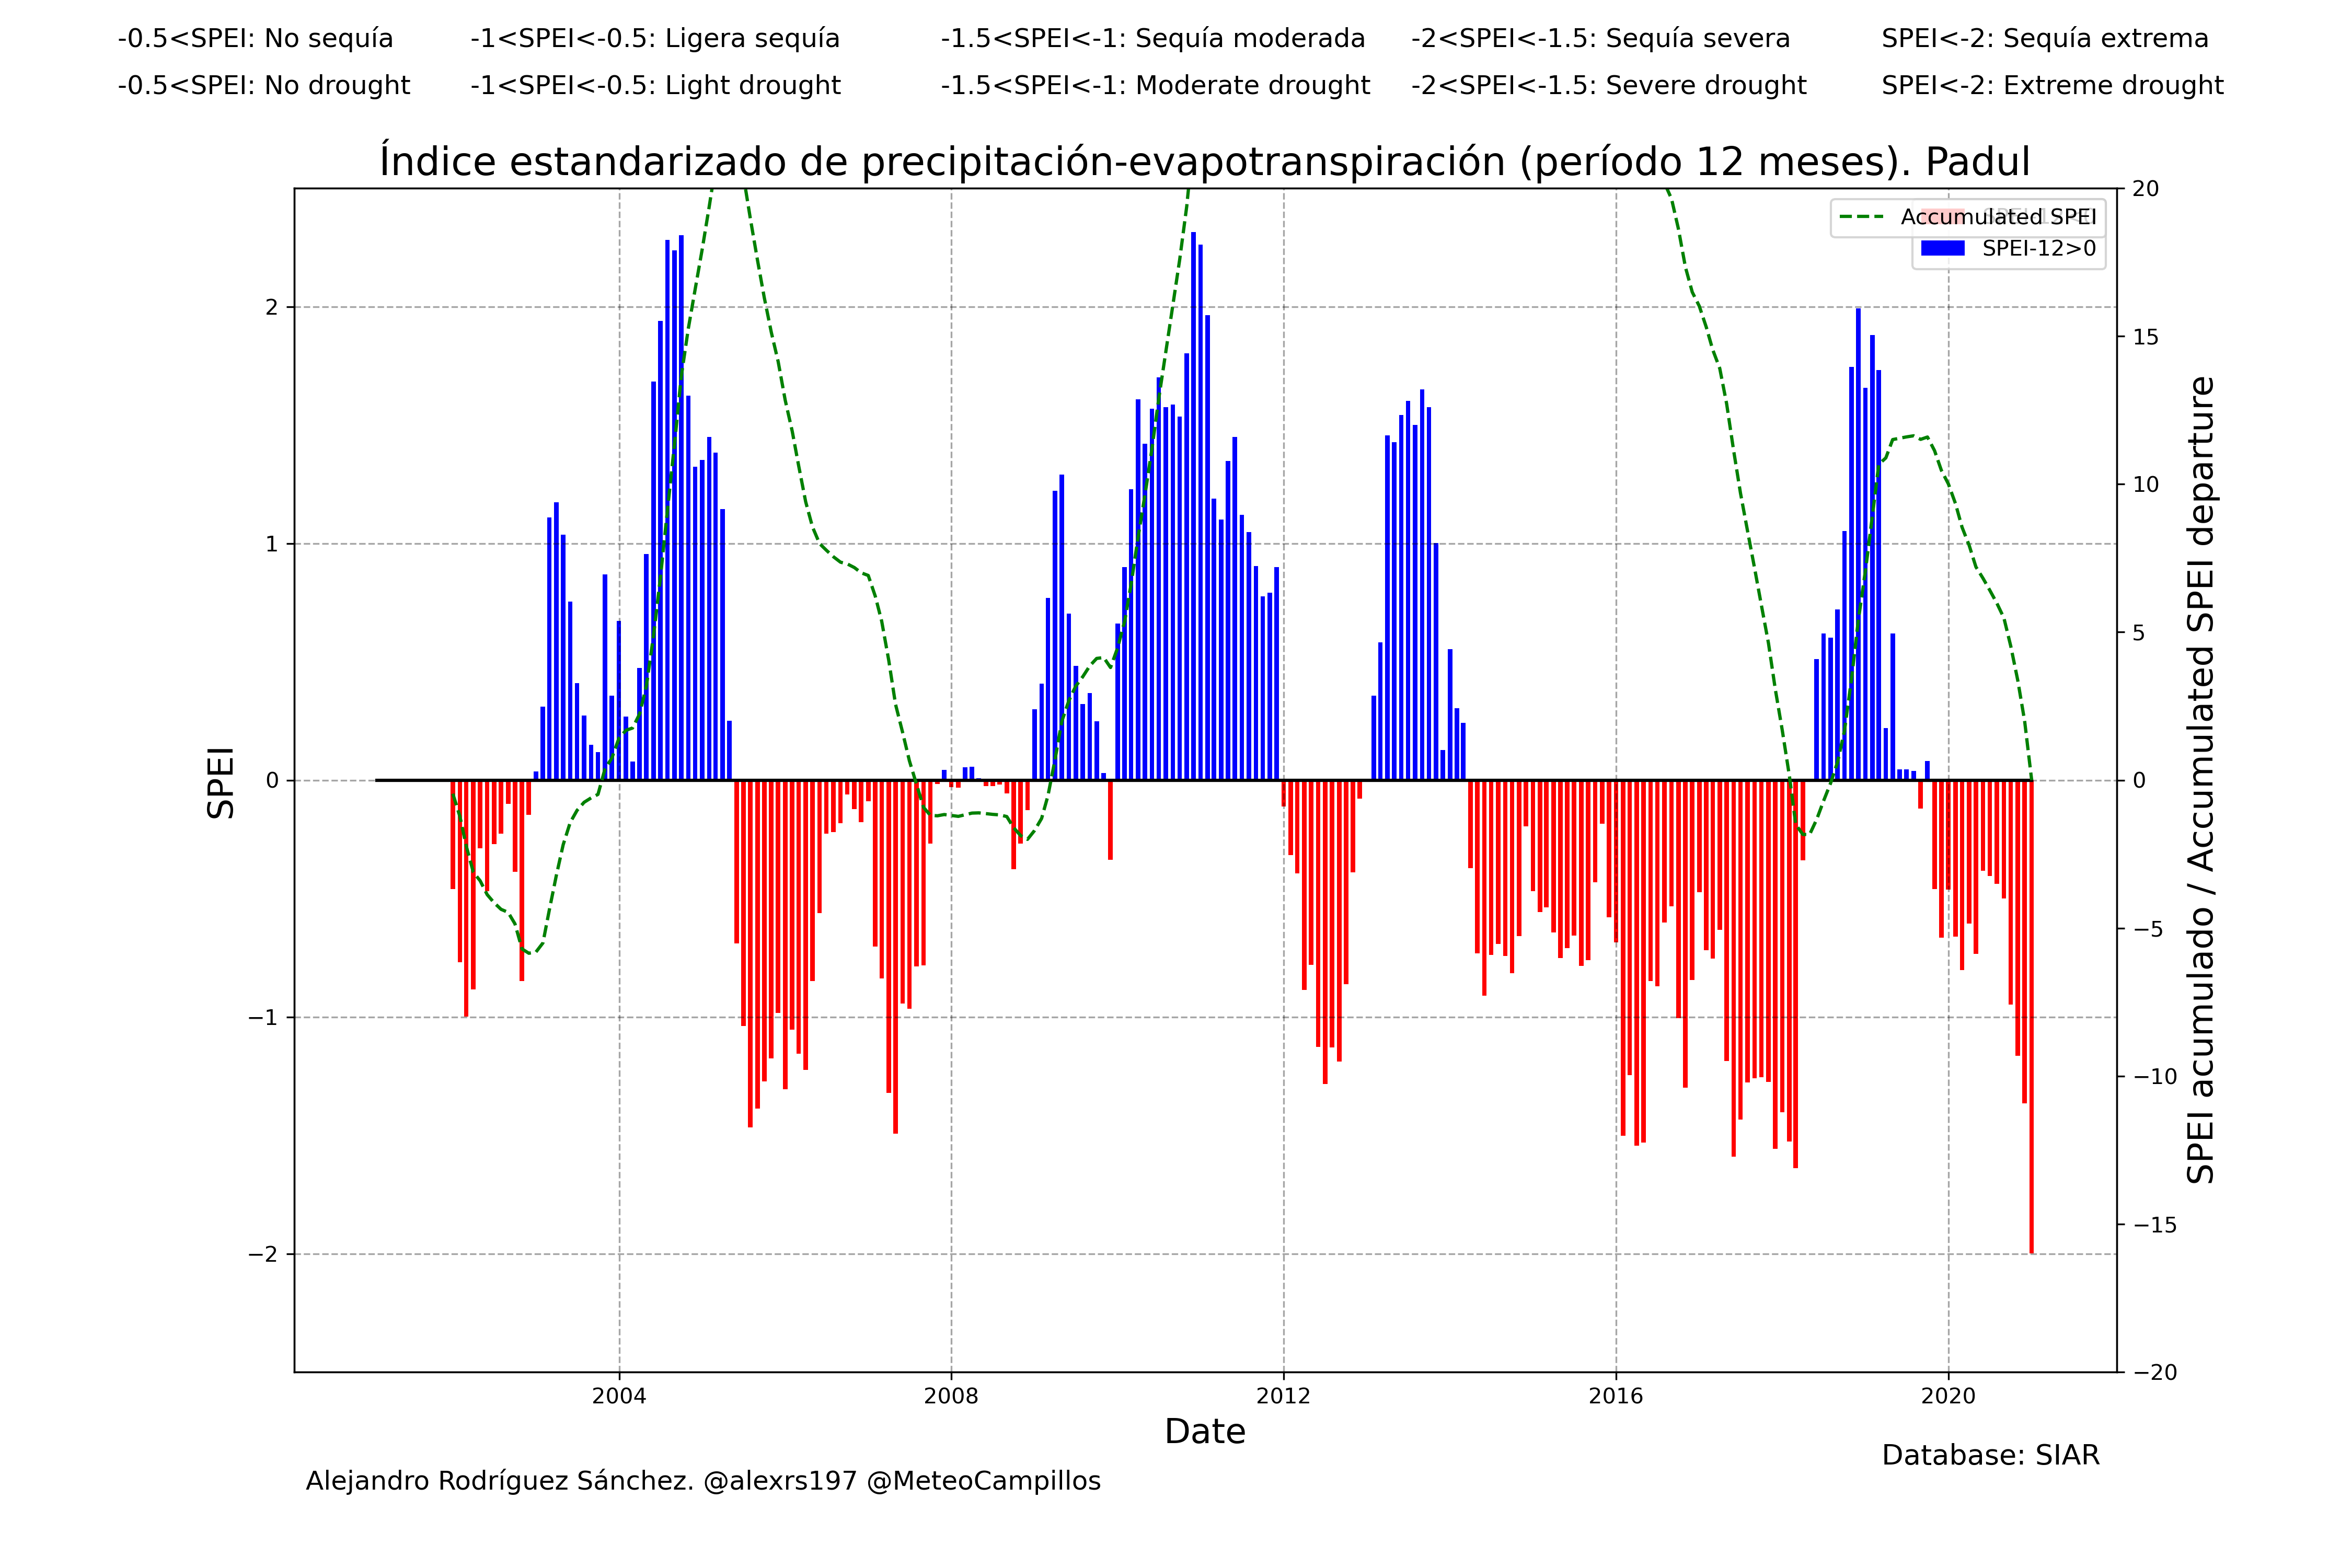 -0.5<SPEI: No sequía -1<SPEI<-0.5: Ligera sequía -1.5<SPEI<-1: Sequía moderada -2<SPEI<-1.5: Sequía severa SPEI<-2: Sequía extrema
-0.5<SPEI: No drought -1<SPEI<-0.5: Light drought -1.5<SPEI<-1: Moderate drought -2<SPEI<-1.5: Severe drought SPEI<-2: Extreme drought
Índice estandarizado de precipitación-evapotranspiración (período 12 meses). Padul
Accumulated SPEI
SPEI-12>0
SPEI
2
1
0
−1
−2
20
15
10
5
0
−5
−10
−15
−20
SPEI acumulado / Accumulated SPEI departure
2004 2008 2012 2016 2020
Date
Database: SIAR
Alejandro Rodríguez Sánchez. @alexrs197 @MeteoCampillos